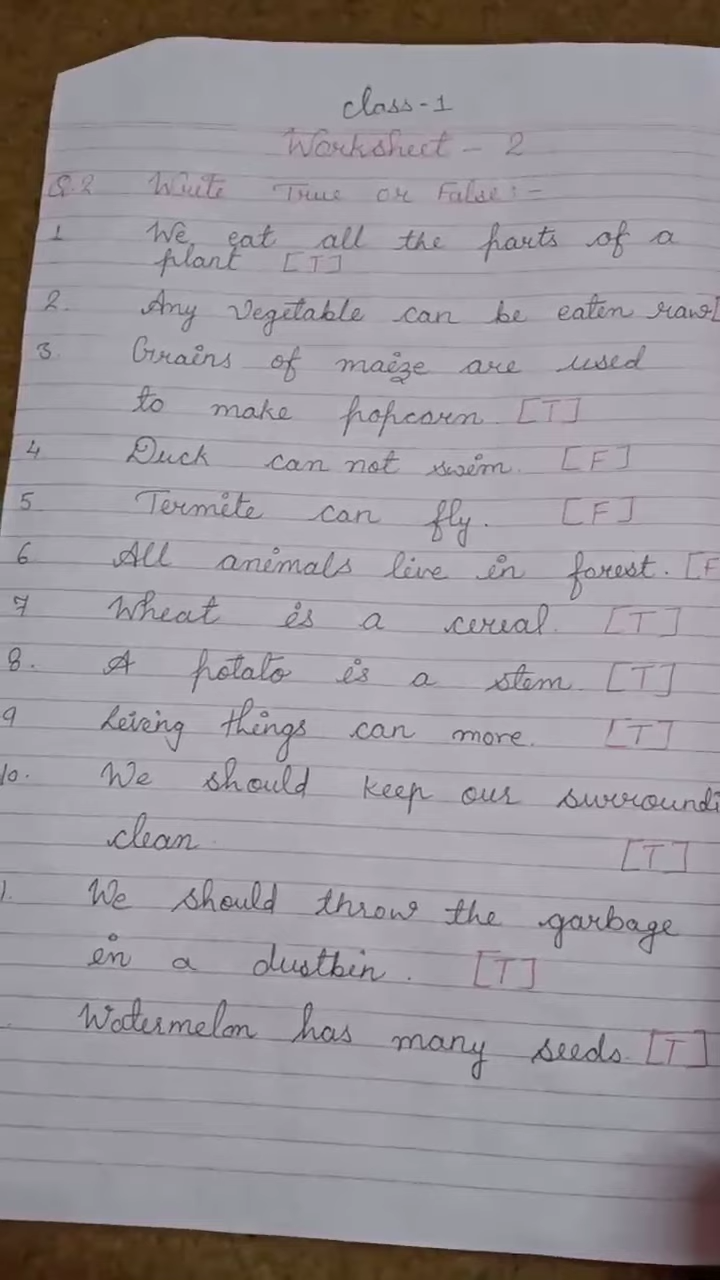 class-1
Worksheet - 2
Q.2 Write True or False :-
1 We eat all the parts of a
plant [T]
2. Any vegetable can be eaten raw [
3 Grains of maize are used
to make popcorn [T]
4 Duck can not swim. [F]
5 Termite can fly. [F]
6 All animals live in forest. [F
7 Wheat is a cereal. [T]
8. A potato is a stem [T]
9 Living things can move. [T]
10. We should keep our surroundi
clean. [T]
1. We should throw the garbage
in a dustbin. [T]
Watermelon has many seeds. [T]